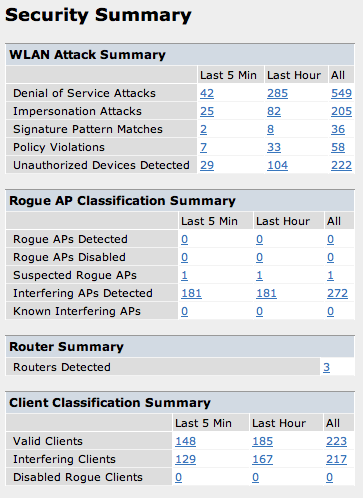 Security Summary
WLAN Attack Summary
Last 5 Min Last Hour All
Denial of Service Attacks 42 285 549
Impersonation Attacks 25 82 205
Signature Pattern Matches 2 8 36
Policy Violations 7 33 58
Unauthorized Devices Detected 29 104 222
Rogue AP Classification Summary
Last 5 Min Last Hour All
Rogue APs Detected 0 0 0
Rogue APs Disabled 0 0 0
Suspected Rogue APs 1 1 1
Interfering APs Detected 181 181 272
Known Interfering APs 0 0 0
Router Summary
Routers Detected 3
Client Classification Summary
Last 5 Min Last Hour All
Valid Clients 148 185 223
Interfering Clients 129 167 217
Disabled Rogue Clients 0 0 0